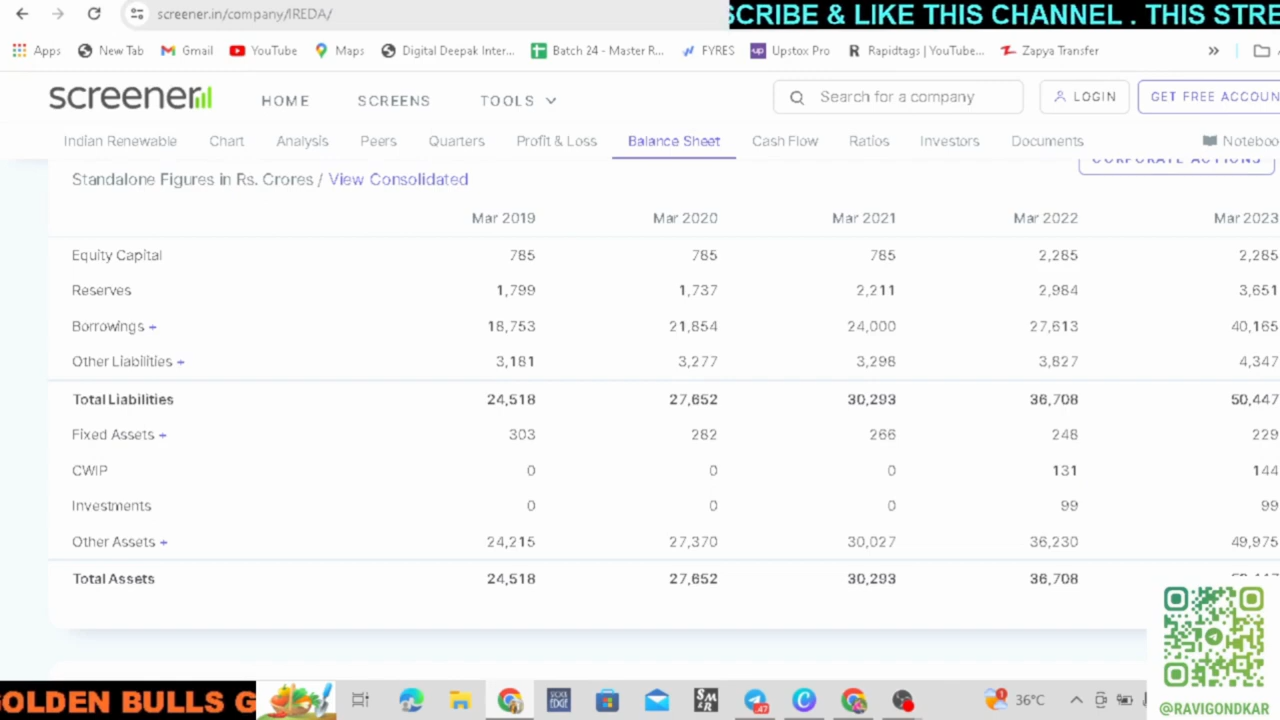 screener.in/company/IREDA/
SCRIBE & LIKE THIS CHANNEL . THIS STRE
Apps New Tab Gmail YouTube Maps Digital Deepak Inter... Batch 24 - Master R... FYRES Upstox Pro Rapidtags | YouTube... Zapya Transfer »
screener HOME SCREENS TOOLS Search for a company LOGIN GET FREE ACCOUN
Indian Renewable Chart Analysis Peers Quarters Profit & Loss Balance Sheet Cash Flow Ratios Investors Documents Noteboo
CORPORATE ACTIONS
Standalone Figures in Rs. Crores / View Consolidated
Mar 2019 Mar 2020 Mar 2021 Mar 2022 Mar 2023
Equity Capital 785 785 785 2,285 2,285
Reserves 1,799 1,737 2,211 2,984 3,651
Borrowings + 18,753 21,854 24,000 27,613 40,165
Other Liabilities + 3,181 3,277 3,298 3,827 4,347
Total Liabilities 24,518 27,652 30,293 36,708 50,447
Fixed Assets + 303 282 266 248 229
CWIP 0 0 0 131 144
Investments 0 0 0 99 99
Other Assets + 24,215 27,370 30,027 36,230 49,975
Total Assets 24,518 27,652 30,293 36,708
OLDEN BULLS G
36°C
@RAVIGONDKAR